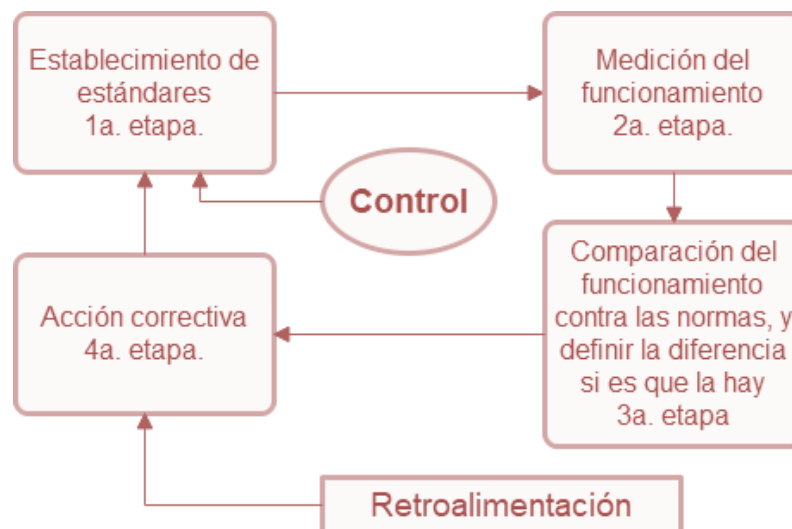 Establecimiento de
estándares
1a. etapa.
Medición del
funcionamiento
2a. etapa.
Control
Comparación del
funcionamiento
contra las normas, y
definir la diferencia
si es que la hay
3a. etapa
Acción correctiva
4a. etapa.
Retroalimentación